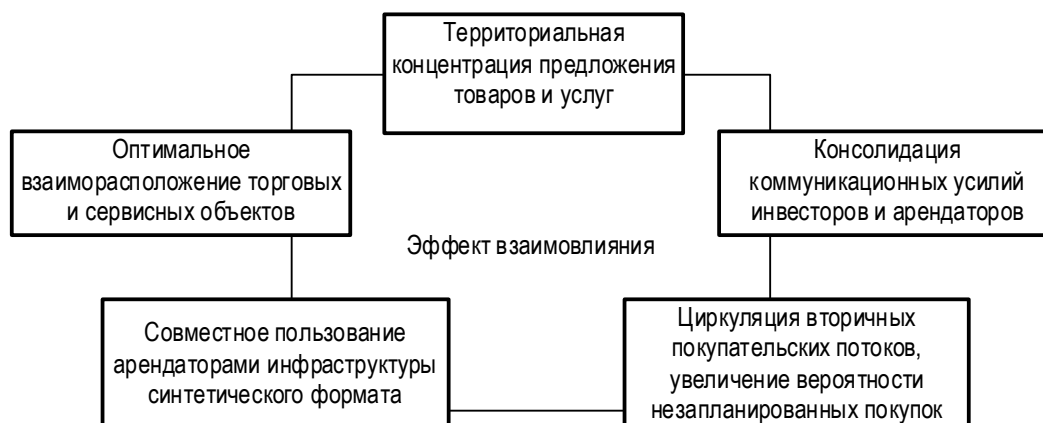 Территориальная
концентрация предложения
товаров и услуг
Оптимальное
взаиморасположение торговых
и сервисных объектов
Консолидация
коммуникационных усилий
инвесторов и арендаторов
Эффект взаимовлияния
Совместное пользование
арендаторами инфраструктуры
синтетического формата
Циркуляция вторичных
покупательских потоков,
увеличение вероятности
незапланированных покупок